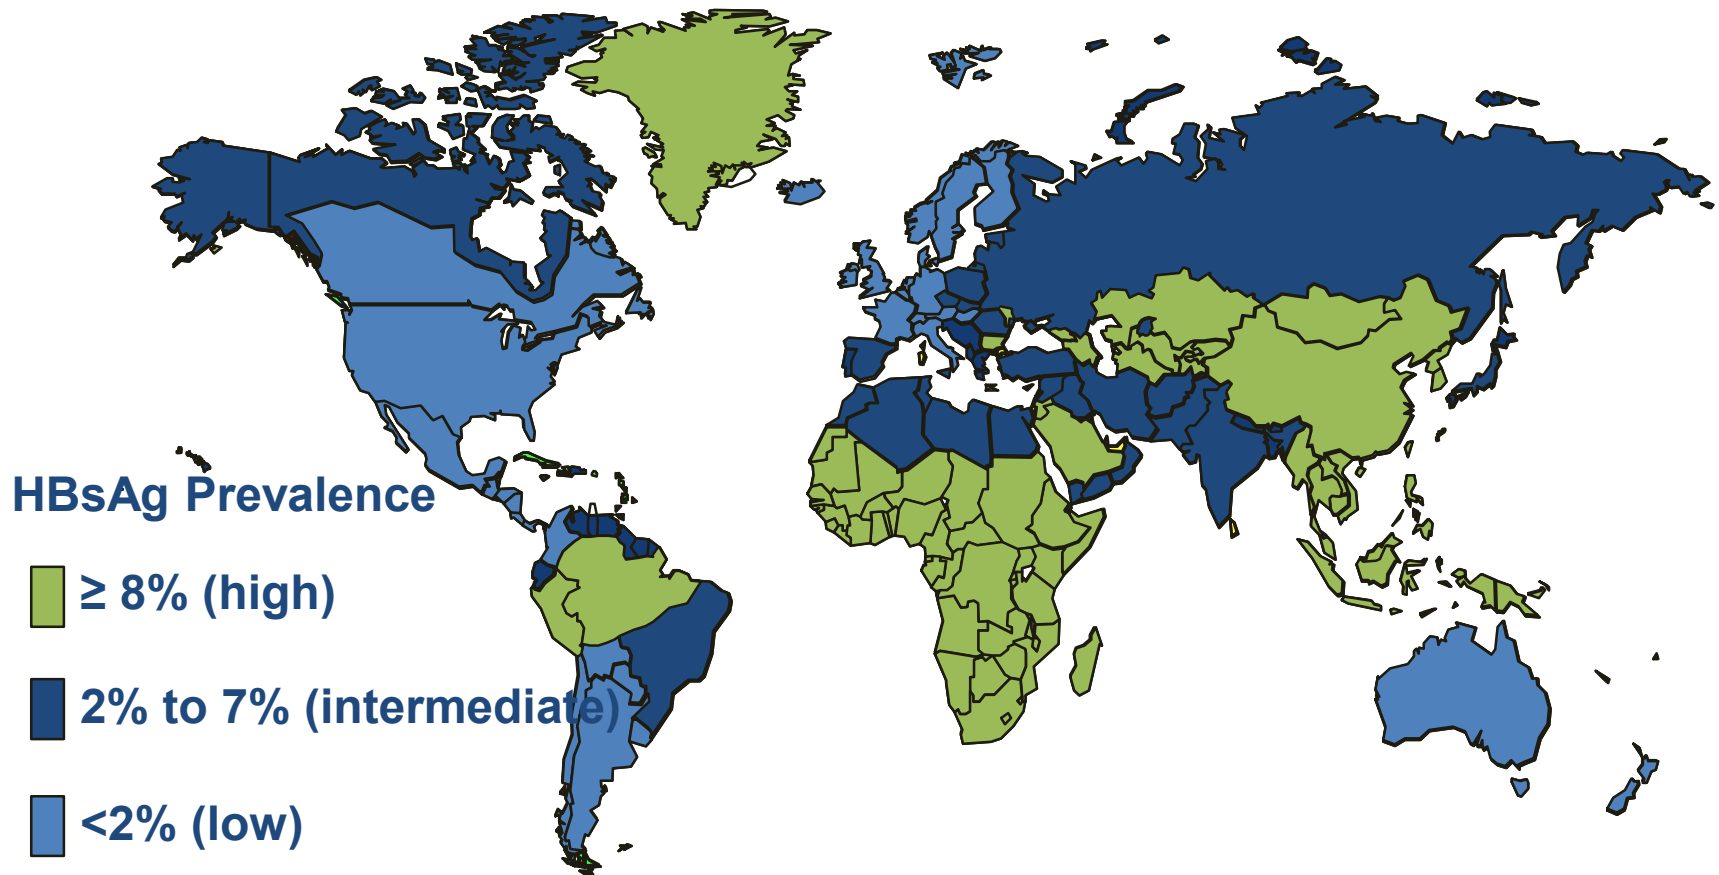 HBsAg Prevalence
≥ 8% (high)
2% to 7% (intermediate)
<2% (low)